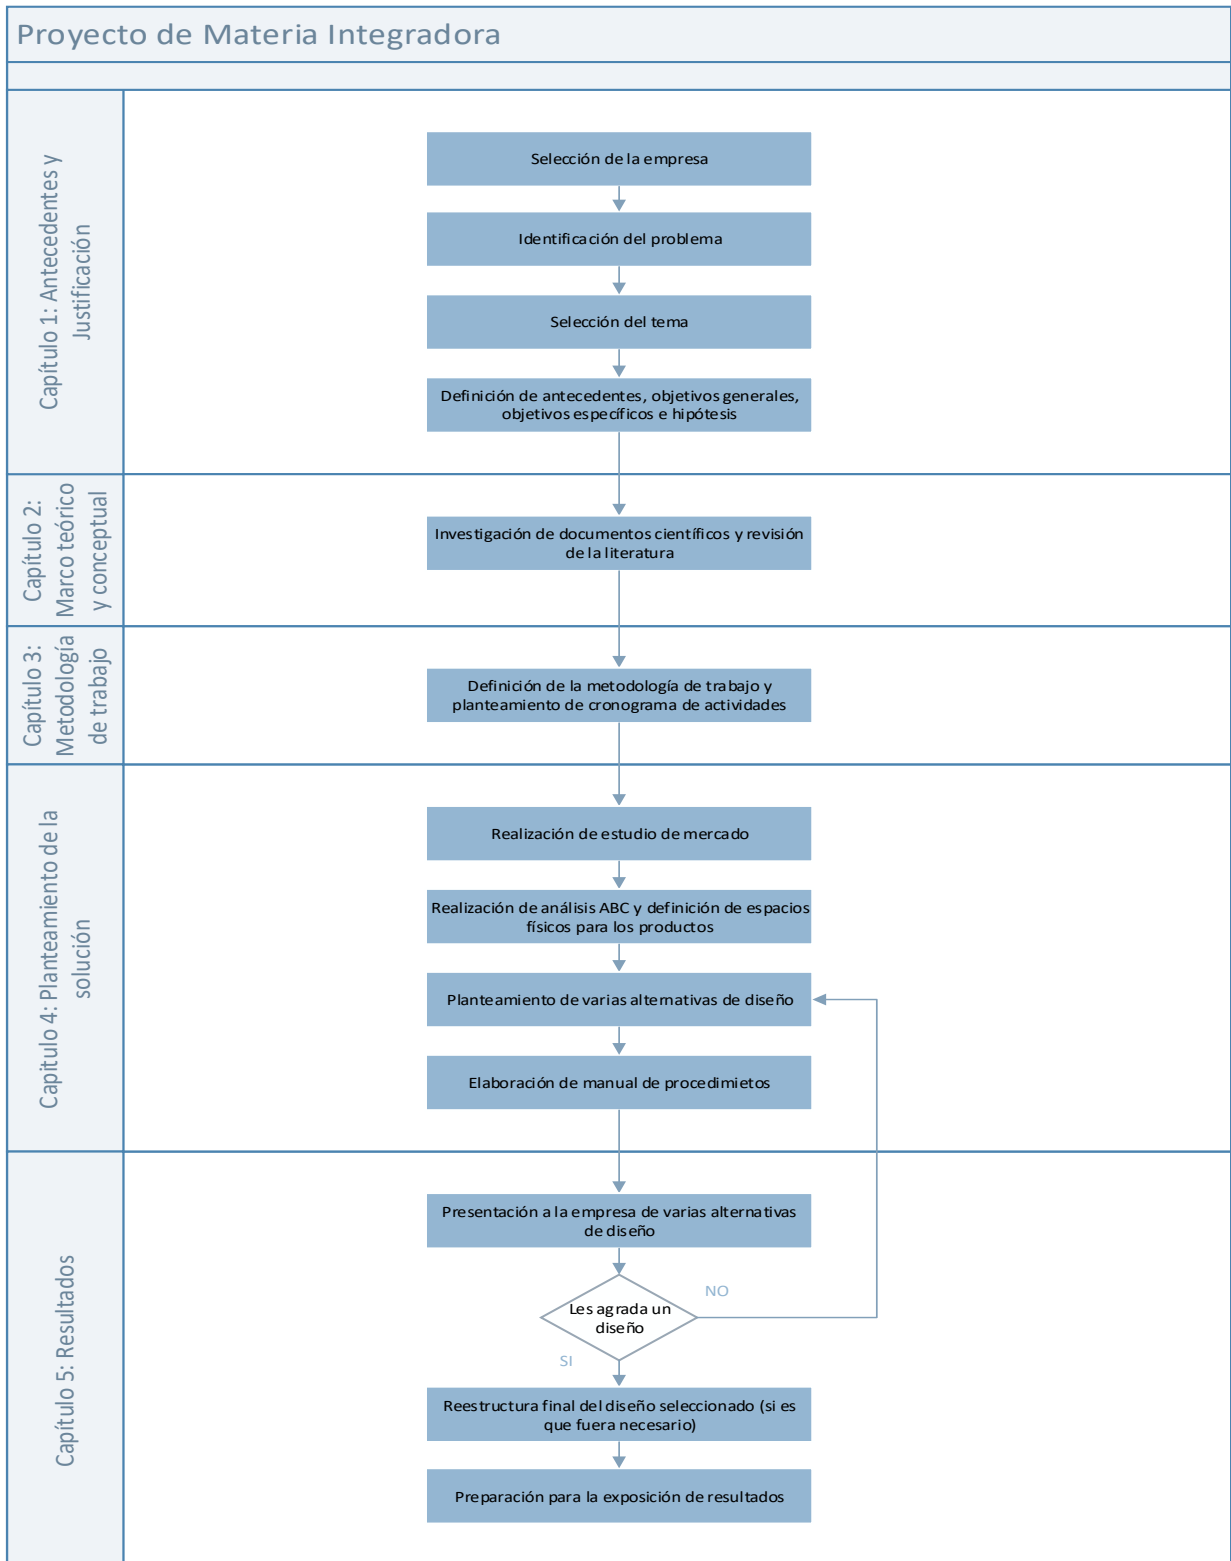 Proyecto de Materia Integradora
Capítulo 1: Antecedentes y
Justificación
Selección de la empresa
Identificación del problema
Selección del tema
Definición de antecedentes, objetivos generales,
objetivos específicos e hipótesis
Capítulo 2:
Marco teórico
y conceptual
Investigación de documentos científicos y revisión
de la literatura
Capítulo 3:
Metodología
de trabajo
Definición de la metodología de trabajo y
planteamiento de cronograma de actividades
Capitulo 4: Planteamiento de la
solución
Realización de estudio de mercado
Realización de análisis ABC y definición de espacios
físicos para los productos
Planteamiento de varias alternativas de diseño
Elaboración de manual de procedimietos
Capítulo 5: Resultados
Presentación a la empresa de varias alternativas
de diseño
Les agrada un
diseño
NO
SI
Reestructura final del diseño seleccionado (si es
que fuera necesario)
Preparación para la exposición de resultados